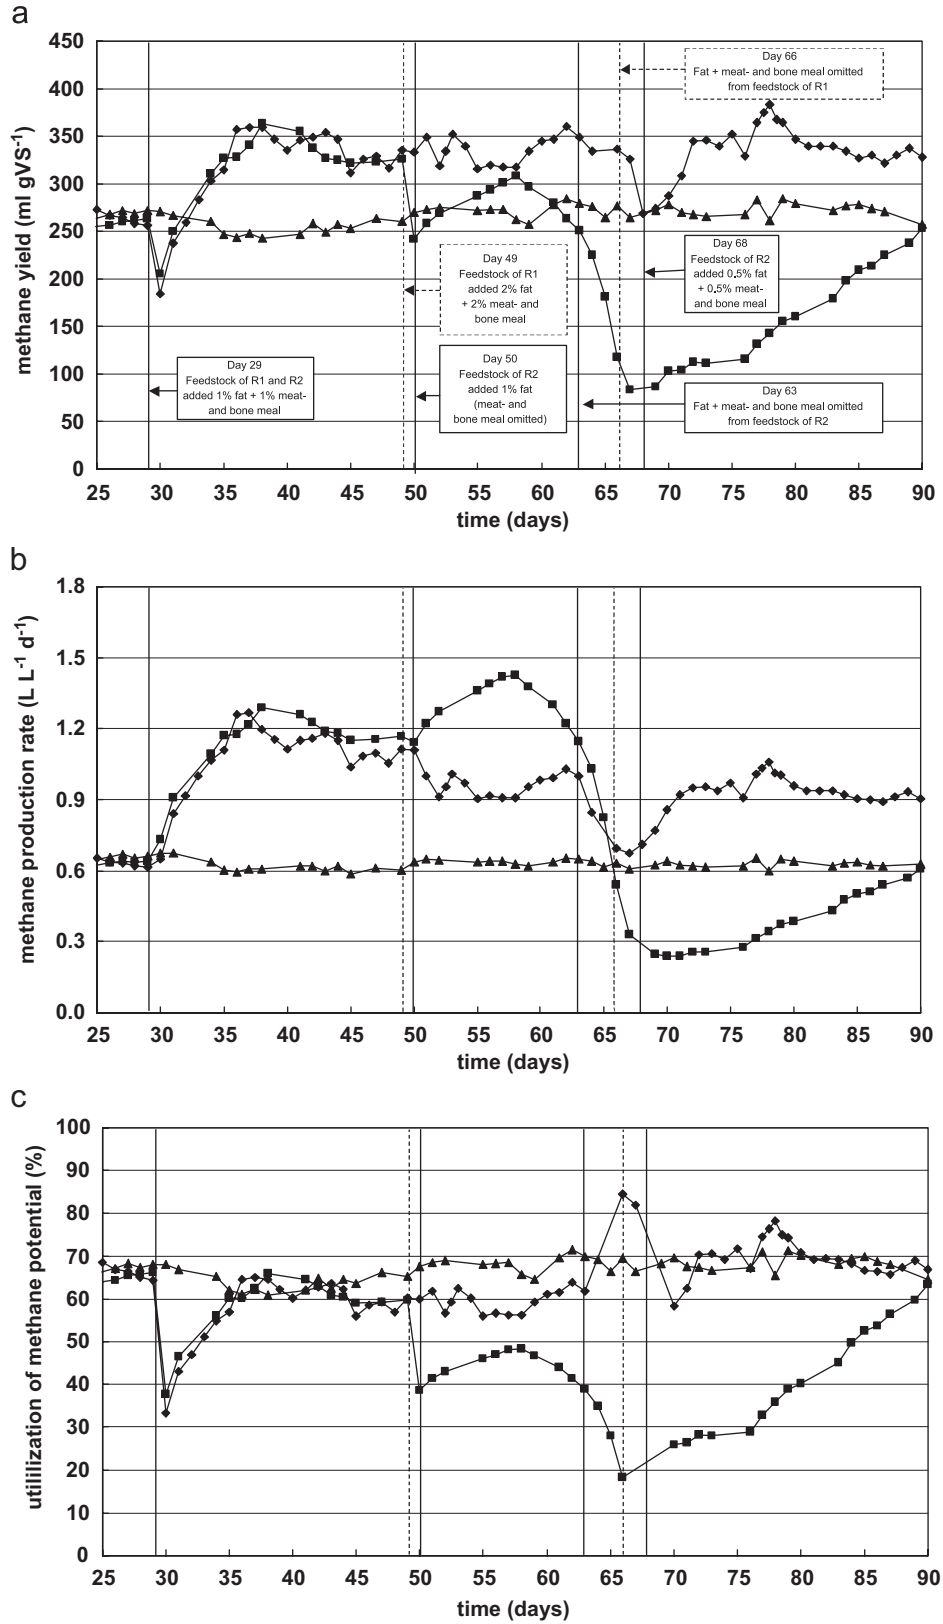 a
methane yield (ml gVS⁻¹)
450
400
350
300
250
200
150
100
50
0
Day 66
Fat + meat- and bone meal omitted
from feedstock of R1
Day 49
Feedstock of R1
added 2% fat
+ 2% meat- and
bone meal
Day 68
Feedstock of R2
added 0.5% fat
+ 0.5% meat-
and bone meal
Day 29
Feedstock of R1 and R2
added 1% fat + 1% meat-
and bone meal
Day 50
Feedstock of R2
added 1% fat
(meat- and
bone meal omitted)
Day 63
Fat + meat- and bone meal omitted
from feedstock of R2
25 30 35 40 45 50 55 60 65 70 75 80 85 90
time (days)
b
methane production rate (L L⁻¹ d⁻¹)
1.8
1.5
1.2
0.9
0.6
0.3
0.0
25 30 35 40 45 50 55 60 65 70 75 80 85 90
time (days)
c
utililization of methane potential (%)
100
90
80
70
60
50
40
30
20
10
0
25 30 35 40 45 50 55 60 65 70 75 80 85 90
time (days)